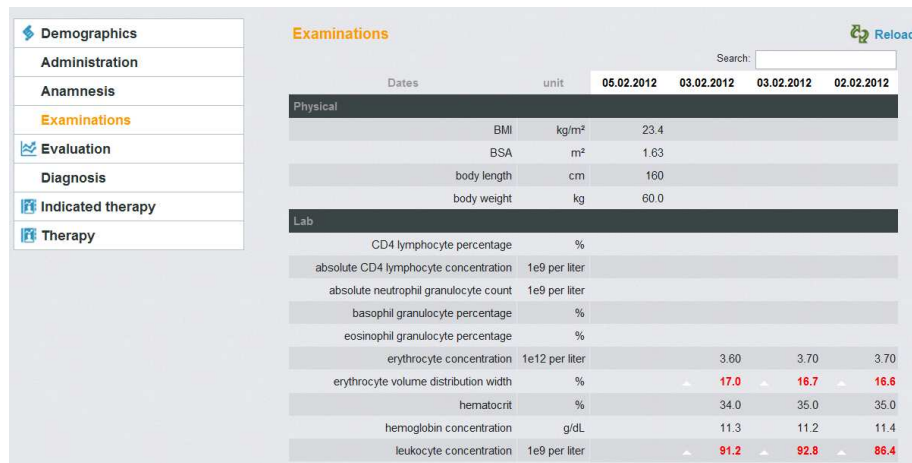 Demographics
Administration
Anamnesis
Examinations
Evaluation
Diagnosis
Indicated therapy
Therapy
Examinations
Reload
Search:
Dates unit 05.02.2012 03.02.2012 03.02.2012 02.02.2012
Physical
BMI kg/m² 23.4
BSA m² 1.63
body length cm 160
body weight kg 60.0
Lab
CD4 lymphocyte percentage %
absolute CD4 lymphocyte concentration 1e9 per liter
absolute neutrophil granulocyte count 1e9 per liter
basophil granulocyte percentage %
eosinophil granulocyte percentage %
erythrocyte concentration 1e12 per liter 3.60 3.70 3.70
erythrocyte volume distribution width % 17.0 16.7 16.6
hematocrit % 34.0 35.0 35.0
hemoglobin concentration g/dL 11.3 11.2 11.4
leukocyte concentration 1e9 per liter 91.2 92.8 86.4